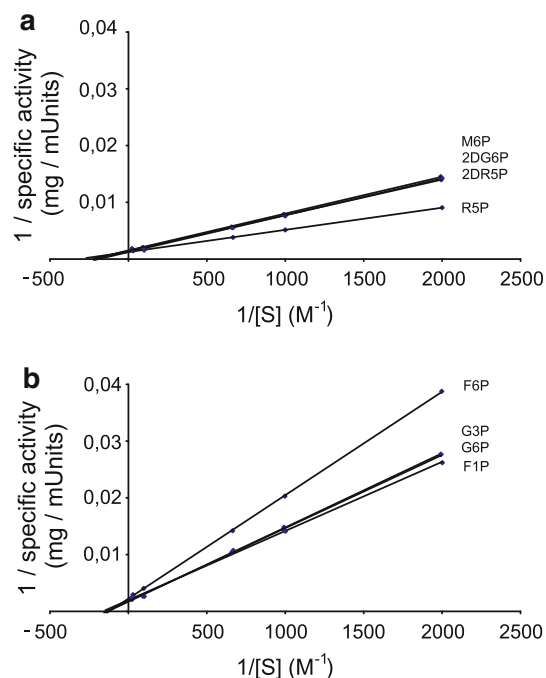 a
0,04
0,03
0,02
0,01
1 / specific activity
(mg / mUnits)
M6P
2DG6P
2DR5P
R5P
-500
500
1000
1500
2000
2500
1/[S] (M⁻¹)
b
0,04
0,03
0,02
0,01
1 / specific activity
(mg / mUnits)
F6P
G3P
G6P
F1P
-500
500
1000
1500
2000
2500
1/[S] (M⁻¹)